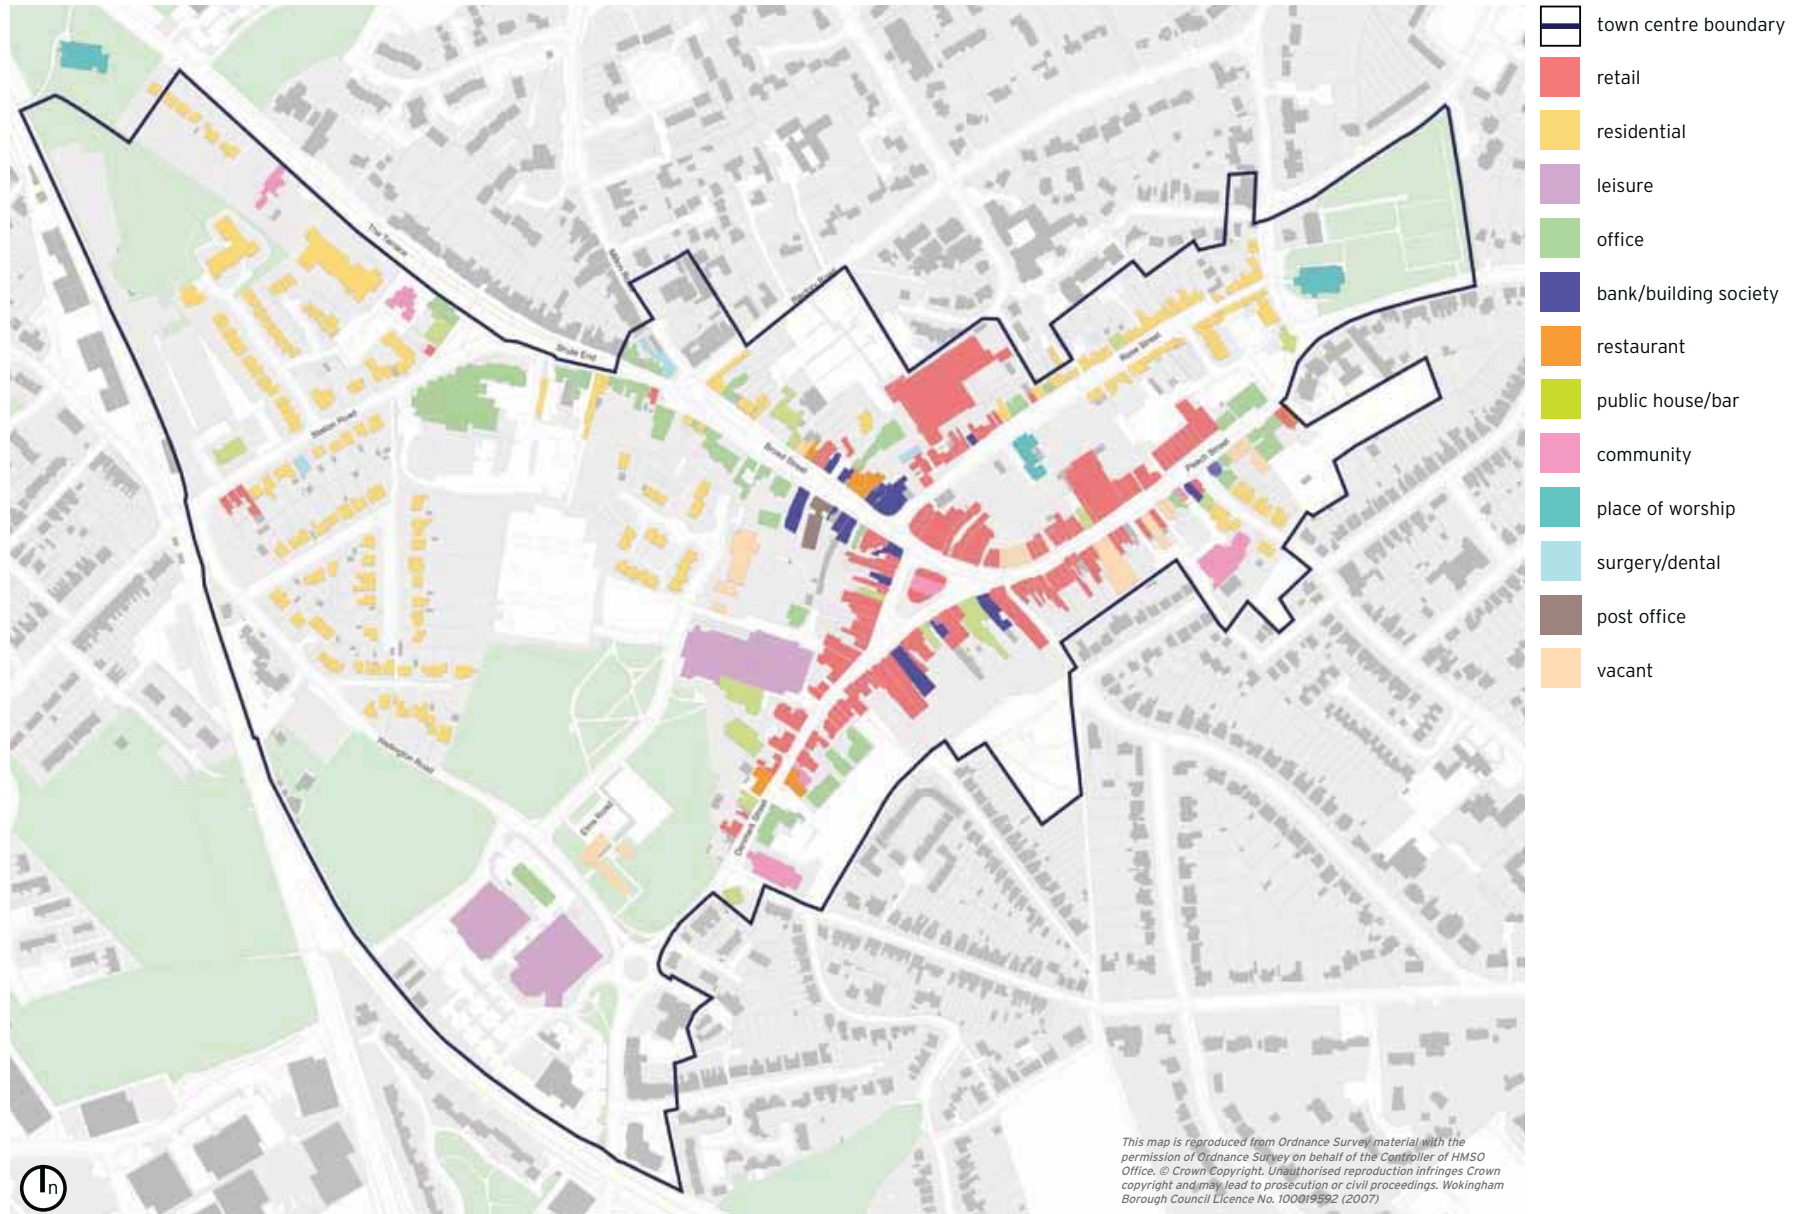 town centre boundary
retail
residential
leisure
office
bank/building society
restaurant
public house/bar
community
place of worship
surgery/dental
post office
vacant
The Terrace
Shute End
Station Road
Broad Street
Rose Street
Peach Street
Wellington Road
Elms Road
Denmark Street
n
This map is reproduced from Ordnance Survey material with the
permission of Ordnance Survey on behalf of the Controller of HMSO
Office. © Crown Copyright. Unauthorised reproduction infringes Crown
copyright and may lead to prosecution or civil proceedings. Wokingham
Borough Council Licence No. 100019592 (2007)